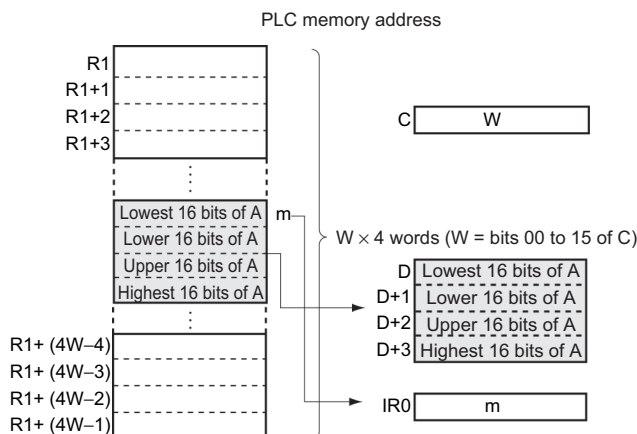 PLC memory address
R1
R1+1
R1+2
R1+3
C
W
Lowest 16 bits of A
Lower 16 bits of A
Upper 16 bits of A
Highest 16 bits of A
m
W × 4 words (W = bits 00 to 15 of C)
D
Lowest 16 bits of A
D+1
Lower 16 bits of A
D+2
Upper 16 bits of A
D+3
Highest 16 bits of A
R1+ (4W–4)
R1+ (4W–3)
R1+ (4W–2)
R1+ (4W–1)
IR0
m